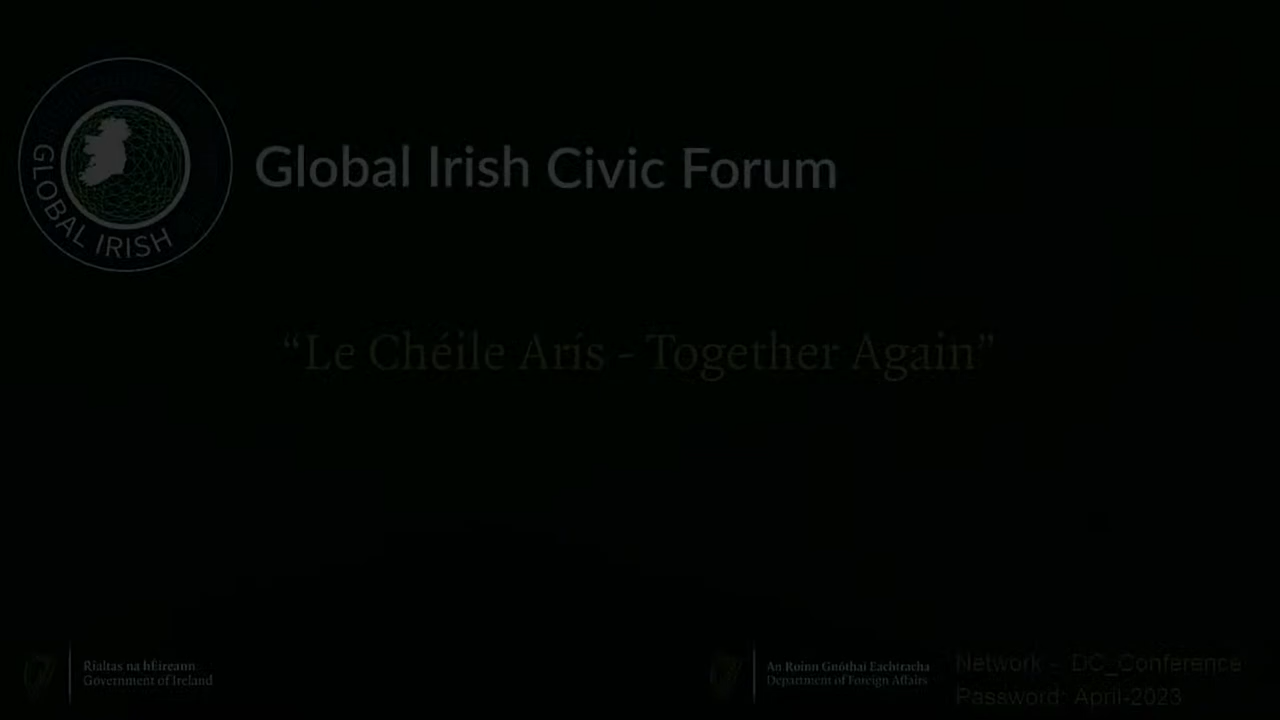 GLOBAL IRISH
Global Irish Civic Forum
“Le Chéile Arís - Together Again”
Rialtas na hÉireann
Government of Ireland
An Roinn Gnóthaí Eachtracha
Department of Foreign Affairs
Network - DC_Conference
Password: April-2023